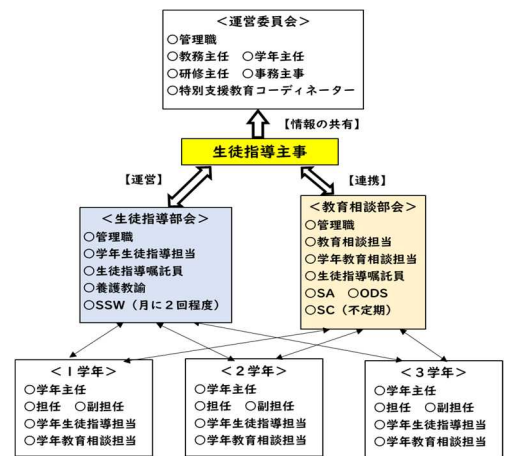 <運営委員会>
○管理職
○教務主任 ○学年主任
○研修主任 ○事務主事
○特別支援教育コーディネーター
【情報の共有】
生徒指導主事
【運営】
【連携】
<生徒指導部会>
○管理職
○学年生徒指導担当
○生徒指導嘱託員
○養護教諭
○SSW(月に2回程度)
<教育相談部会>
○管理職
○教育相談担当
○学年教育相談担当
○生徒指導嘱託員
○SA ○ODS
○SC(不定期)
<1学年>
○学年主任
○担任 ○副担任
○学年生徒指導担当
○学年教育相談担当
<2学年>
○学年主任
○担任 ○副担任
○学年生徒指導担当
○学年教育相談担当
<3学年>
○学年主任
○担任 ○副担任
○学年生徒指導担当
○学年教育相談担当